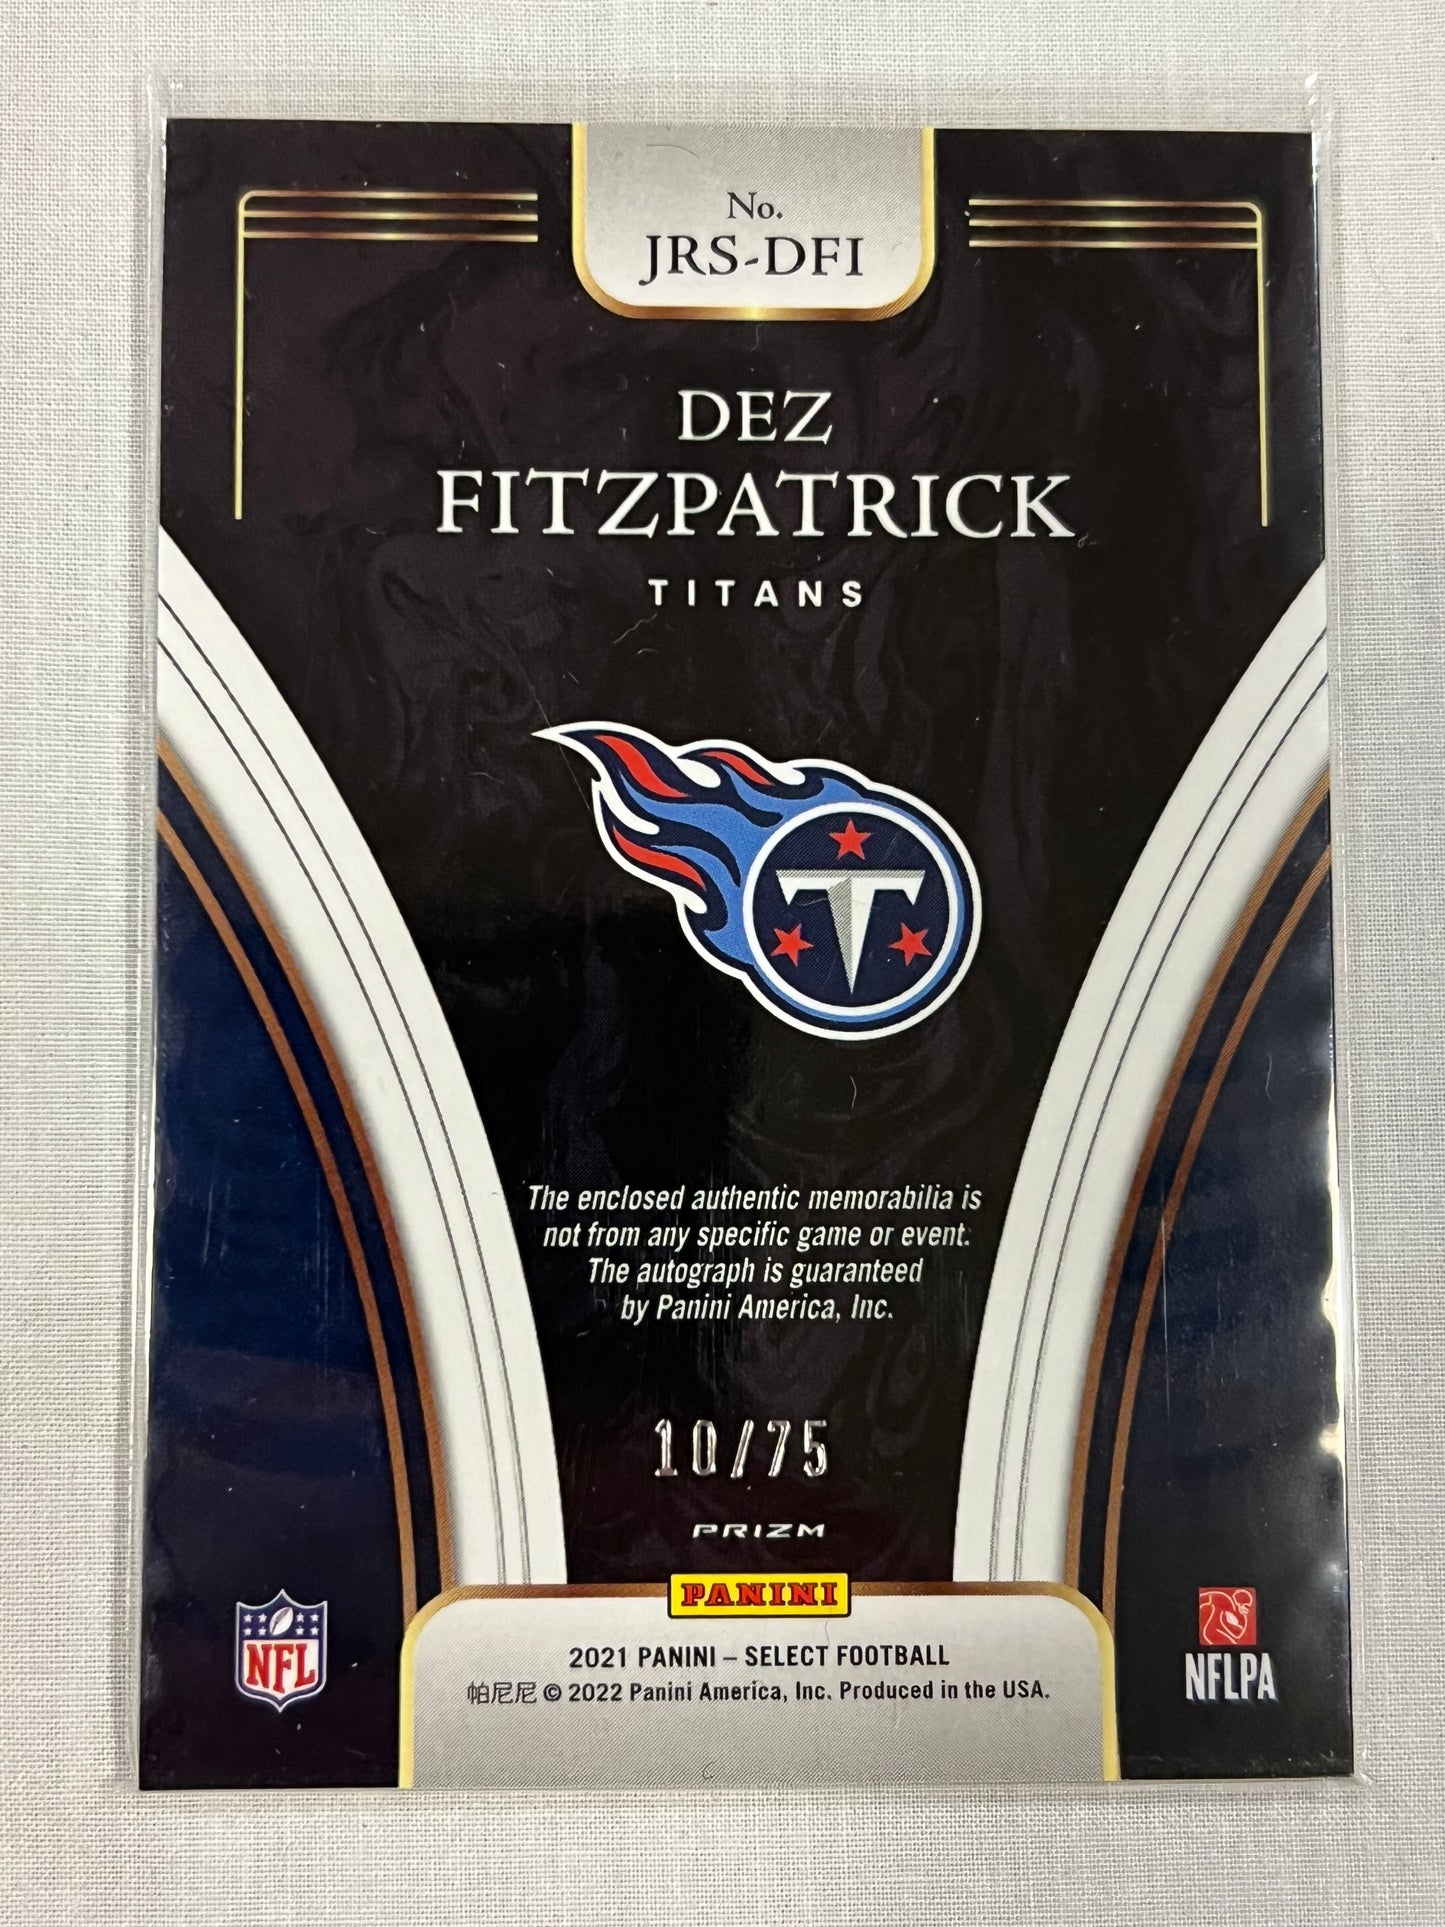 No.
JRS-DFI
DEZ
FITZPATRICK
TITANS
T
The enclosed authentic memorabilia is
not from any specific game or event.
The autograph is guaranteed
by Panini America, Inc.
10/75
PRIZM
PANINI
NFL
2021 PANINI – SELECT FOOTBALL
帕尼尼 © 2022 Panini America, Inc. Produced in the USA.
NFLPA